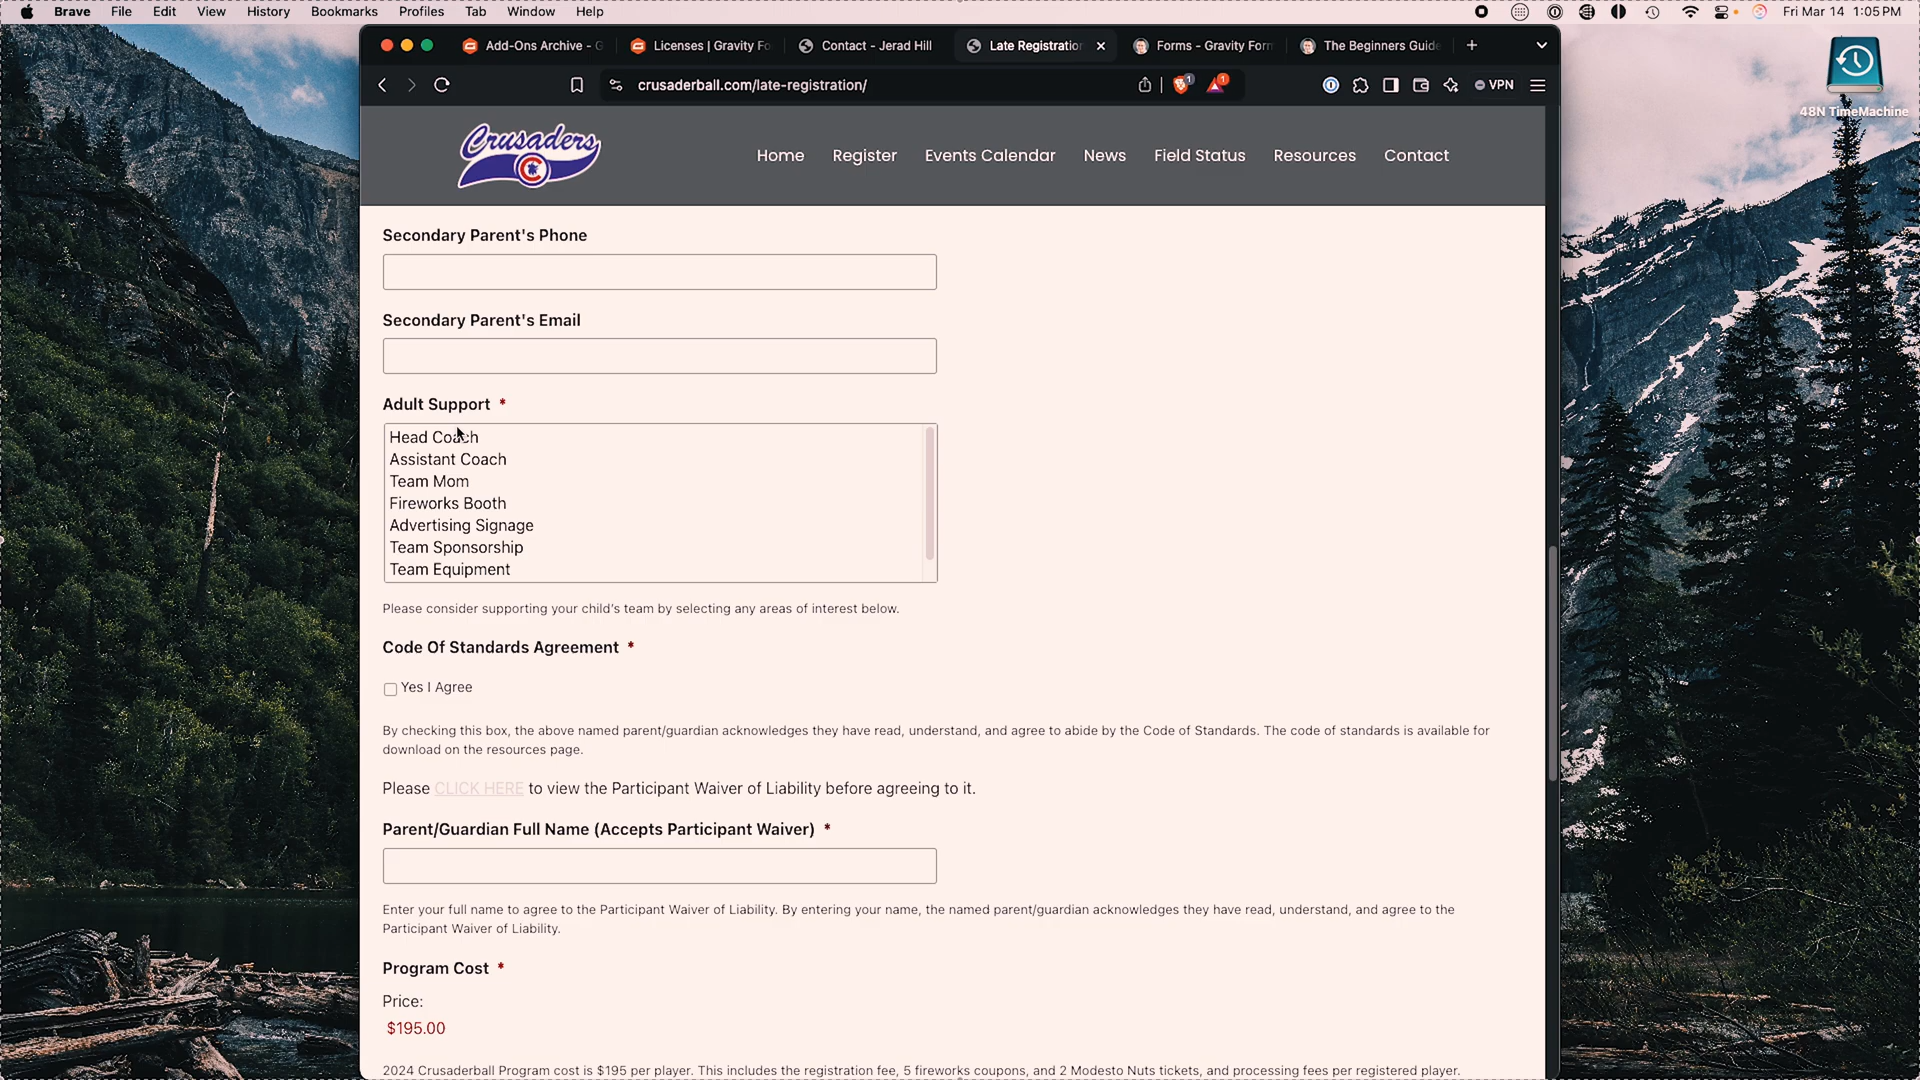 Brave File Edit View History Bookmarks Profiles Tab Window Help Fri Mar 14 1:05 PM
Add-Ons Archive - G Licenses | Gravity Fo Contact - Jerad Hill Late Registration Forms - Gravity Form The Beginners Guide
crusaderball.com/late-registration/ 1 1 VPN
48N TimeMachine
Crusaders
C
Home Register Events Calendar News Field Status Resources Contact
Secondary Parent's Phone
Secondary Parent's Email
Adult Support *
Head Coach
Assistant Coach
Team Mom
Fireworks Booth
Advertising Signage
Team Sponsorship
Team Equipment
Please consider supporting your child's team by selecting any areas of interest below.
Code Of Standards Agreement *
Yes I Agree
By checking this box, the above named parent/guardian acknowledges they have read, understand, and agree to abide by the Code of Standards. The code of standards is available for
download on the resources page.
Please CLICK HERE to view the Participant Waiver of Liability before agreeing to it.
Parent/Guardian Full Name (Accepts Participant Waiver) *
Enter your full name to agree to the Participant Waiver of Liability. By entering your name, the named parent/guardian acknowledges they have read, understand, and agree to the
Participant Waiver of Liability.
Program Cost *
Price:
$195.00
2024 Crusaderball Program cost is $195 per player. This includes the registration fee, 5 fireworks coupons, and 2 Modesto Nuts tickets, and processing fees per registered player.